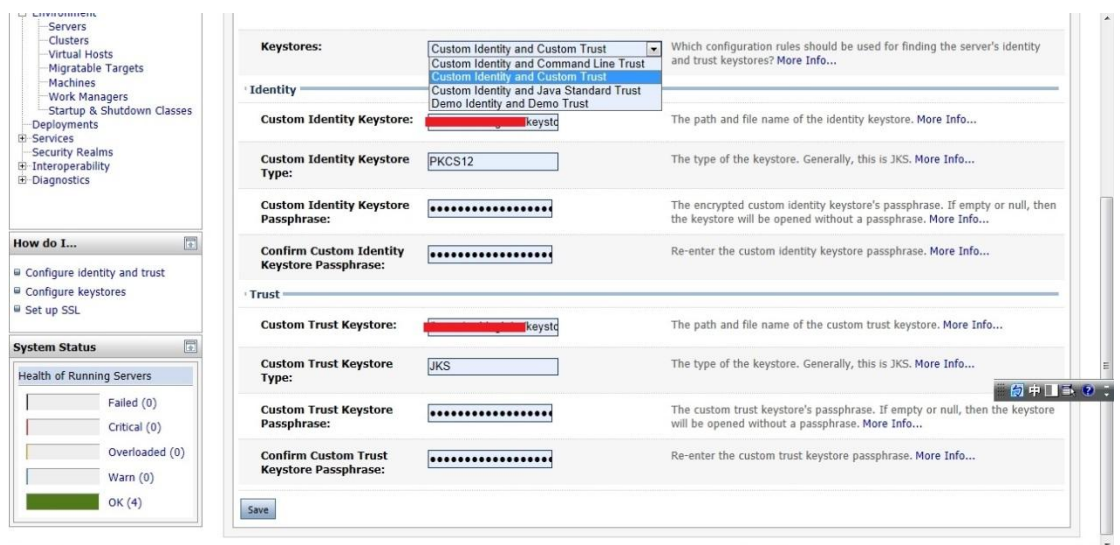 Environment
Servers
Clusters
Virtual Hosts
Migratable Targets
Machines
Work Managers
Startup & Shutdown Classes
Deployments
Services
Security Realms
Interoperability
Diagnostics
How do I...
Configure identity and trust
Configure keystores
Set up SSL
System Status
Health of Running Servers
Failed (0)
Critical (0)
Overloaded (0)
Warn (0)
OK (4)
Keystores:
Custom Identity and Custom Trust
Custom Identity and Command Line Trust
Custom Identity and Custom Trust
Custom Identity and Java Standard Trust
Demo Identity and Demo Trust
Which configuration rules should be used for finding the server's identity
and trust keystores? More Info...
Identity
Custom Identity Keystore:
keysto
The path and file name of the identity keystore. More Info...
Custom Identity Keystore
Type:
PKCS12
The type of the keystore. Generally, this is JKS. More Info...
Custom Identity Keystore
Passphrase:
The encrypted custom identity keystore's passphrase. If empty or null, then
the keystore will be opened without a passphrase. More Info...
Confirm Custom Identity
Keystore Passphrase:
Re-enter the custom identity keystore passphrase. More Info...
Trust
Custom Trust Keystore:
keysto
The path and file name of the custom trust keystore. More Info...
Custom Trust Keystore
Type:
JKS
The type of the keystore. Generally, this is JKS. More Info...
中
Custom Trust Keystore
Passphrase:
The custom trust keystore's passphrase. If empty or null, then the keystore
will be opened without a passphrase. More Info...
Confirm Custom Trust
Keystore Passphrase:
Re-enter the custom trust keystore passphrase. More Info...
Save